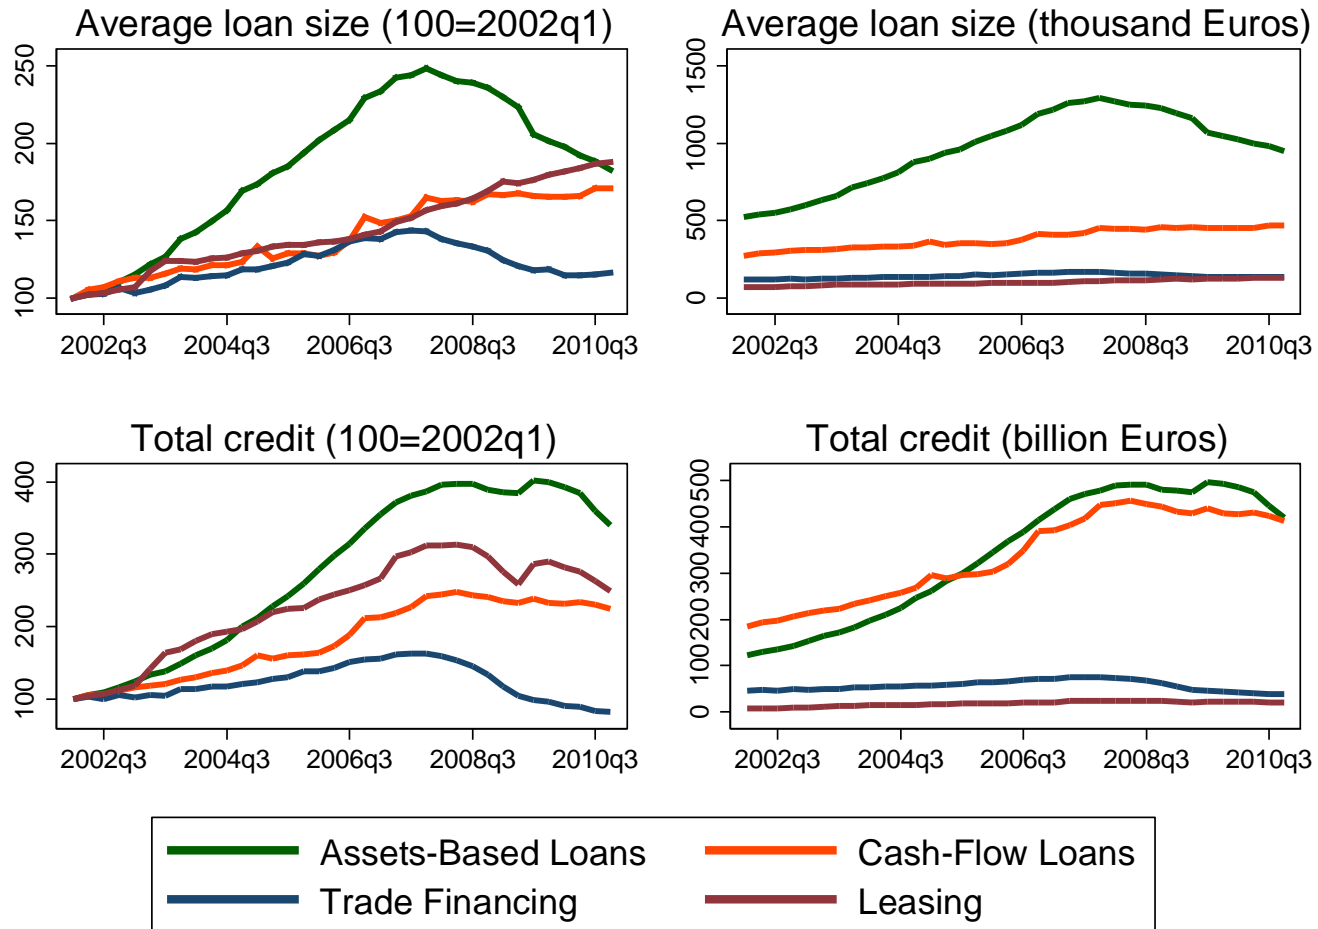 Average loan size (100=2002q1)
250
200
150
100
2002q3 2004q3 2006q3 2008q3 2010q3
Average loan size (thousand Euros)
1500
1000
500
0
2002q3 2004q3 2006q3 2008q3 2010q3
Total credit (100=2002q1)
400
300
200
100
2002q3 2004q3 2006q3 2008q3 2010q3
Total credit (billion Euros)
500
400
300
200
100
0
2002q3 2004q3 2006q3 2008q3 2010q3
Assets-Based Loans Cash-Flow Loans
Trade Financing Leasing